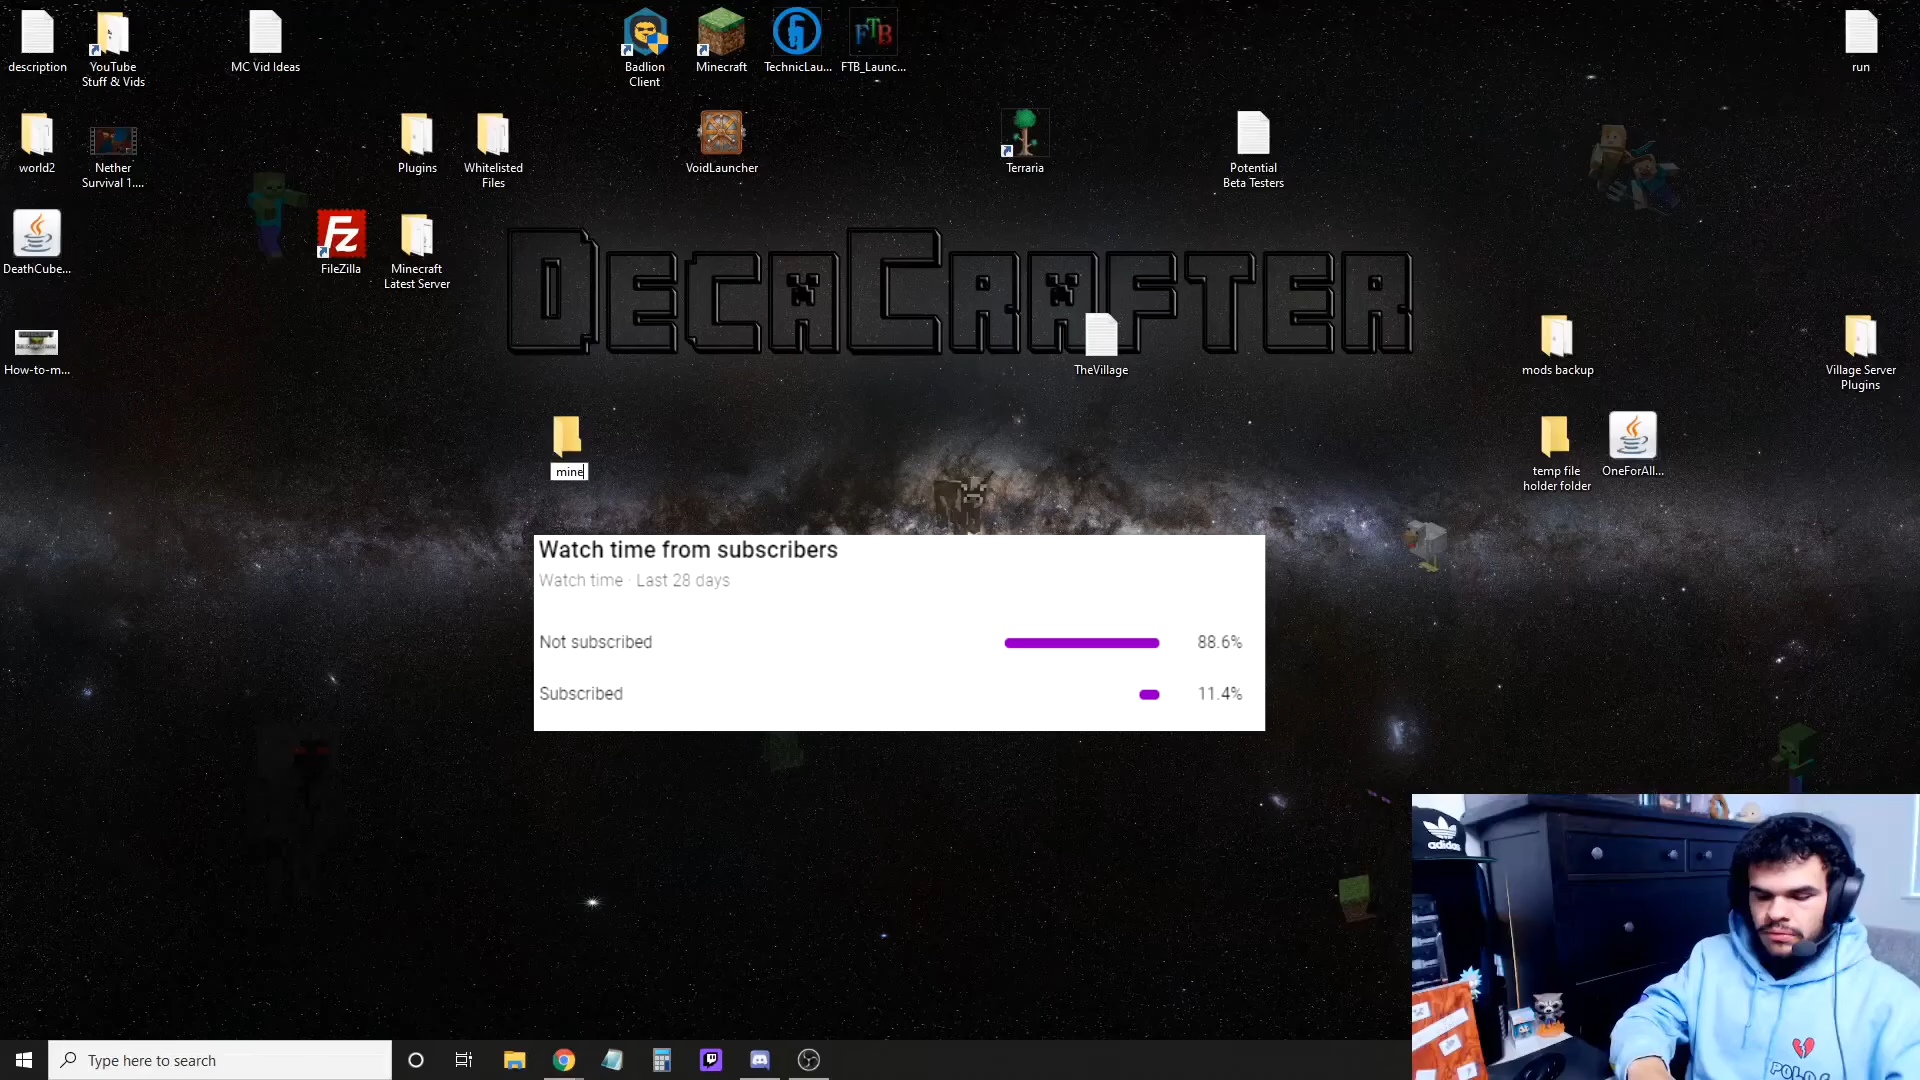 description
YouTube
Stuff & Vids
MC Vid Ideas
Badlion
Client
Minecraft
TechnicLau...
FTB
FTB_Launc...
run
world2
Nether
Survival 1....
Plugins
Whitelisted
Files
VoidLauncher
Terraria
Potential
Beta Testers
DeathCube...
Fz
FileZilla
Minecraft
Latest Server
DecaCrafter
How-to-m...
TheVillage
mods backup
Village Server
Plugins
mine
temp file
holder folder
OneForAll...
Watch time from subscribers
Watch time · Last 28 days
Not subscribed
88.6%
Subscribed
11.4%
adidas
Type here to search